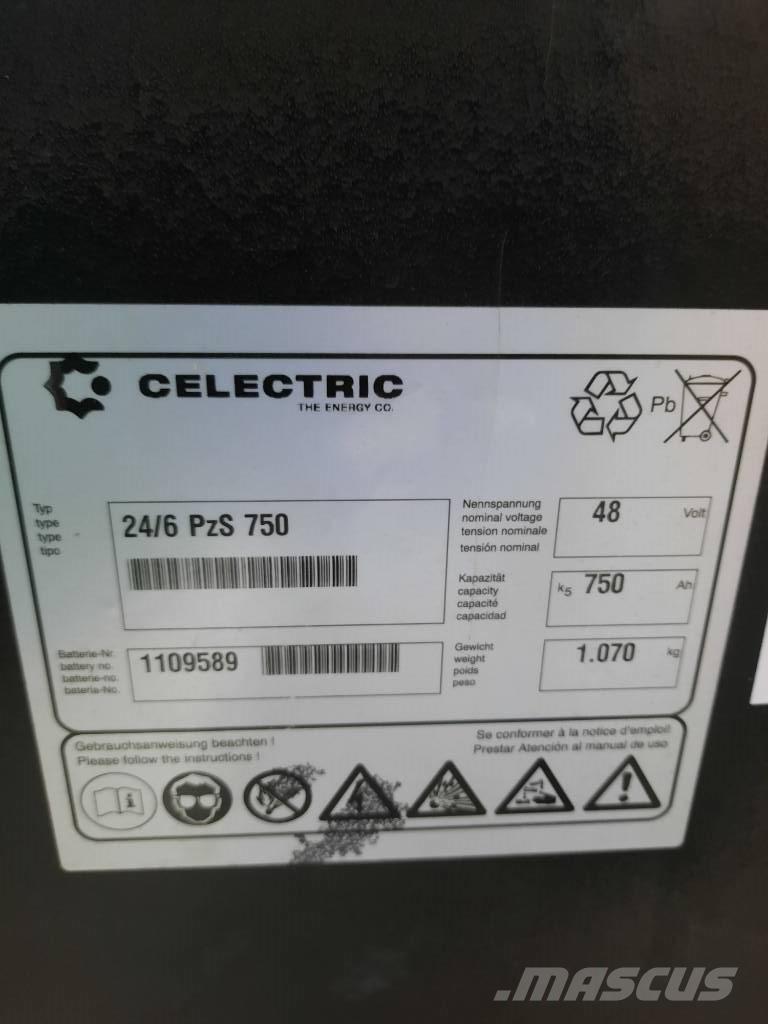 CELECTRIC
THE ENERGY CO.
Pb
Typ
type
type
tipo
24/6 PzS 750
Nennspannung
nominal voltage
tension nominale
tensión nominal
48 Volt
Kapazität
capacity
capacité
capacidad
k5 750 Ah
Batterie-Nr.
battery no.
batterie-no.
bateria-No.
1109589
Gewicht
weight
poids
peso
1.070 kg
Gebrauchsanweisung beachten !
Please follow the instructions !
Se conformer à la notice d'emploi!
Prestar Atención al manual de uso
MASCUS